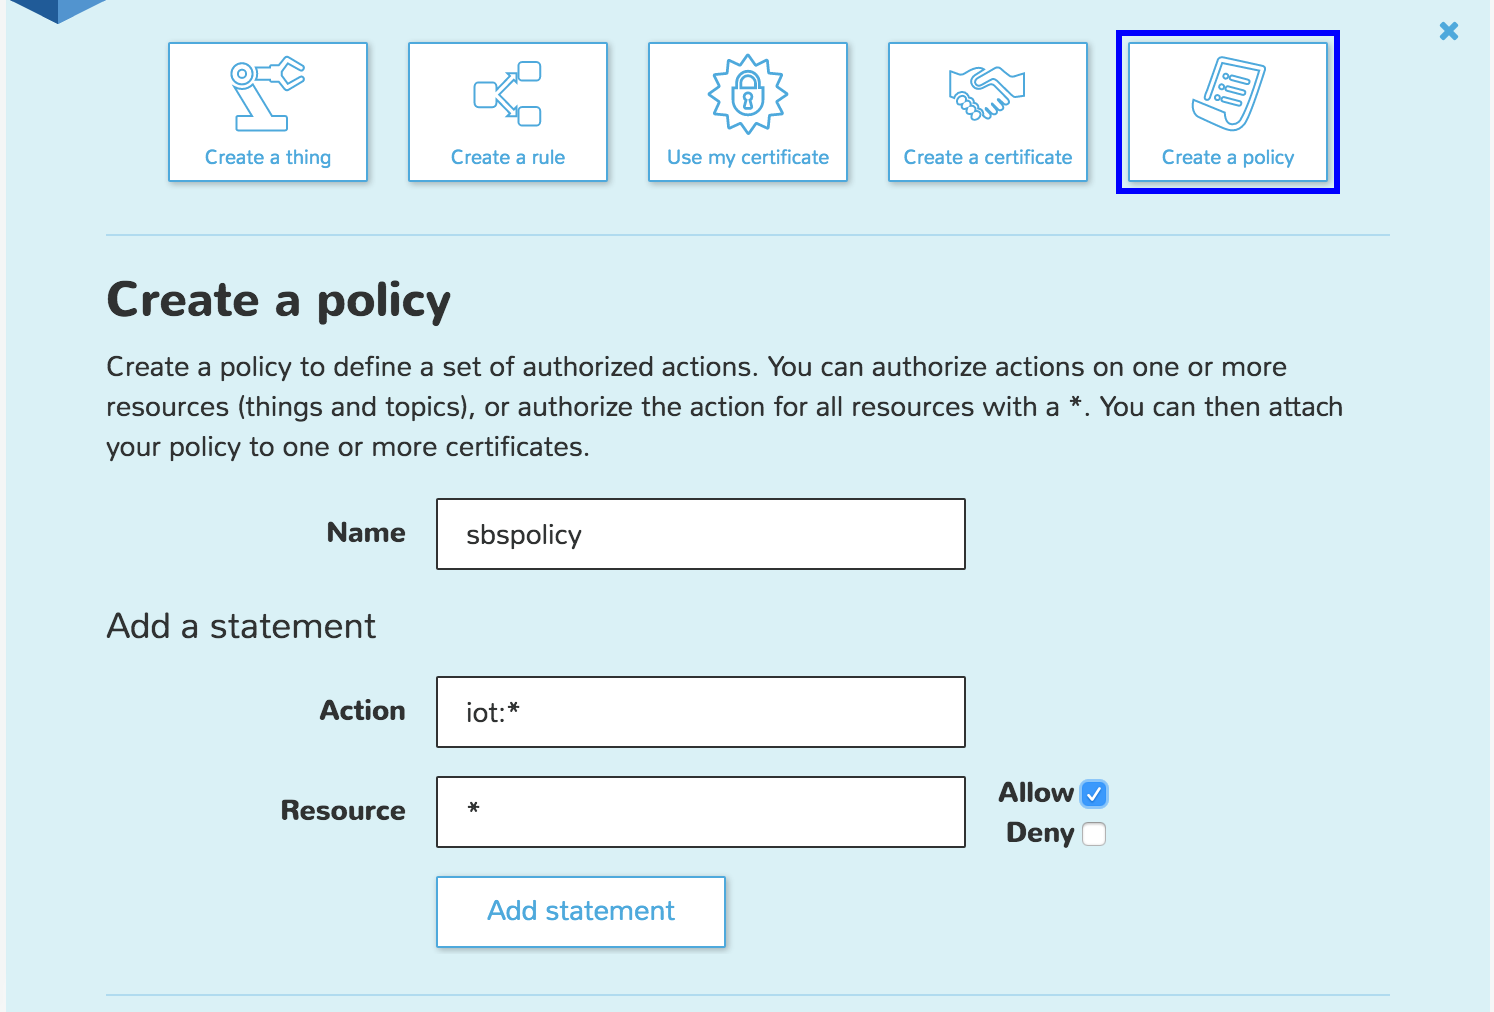 Create a thing
Create a rule
Use my certificate
Create a certificate
Create a policy
Create a policy
Create a policy to define a set of authorized actions. You can authorize actions on one or more
resources (things and topics), or authorize the action for all resources with a *. You can then attach
your policy to one or more certificates.
Name
sbspolicy
Add a statement
Action
iot:*
Resource
*
Allow
Deny
Add statement